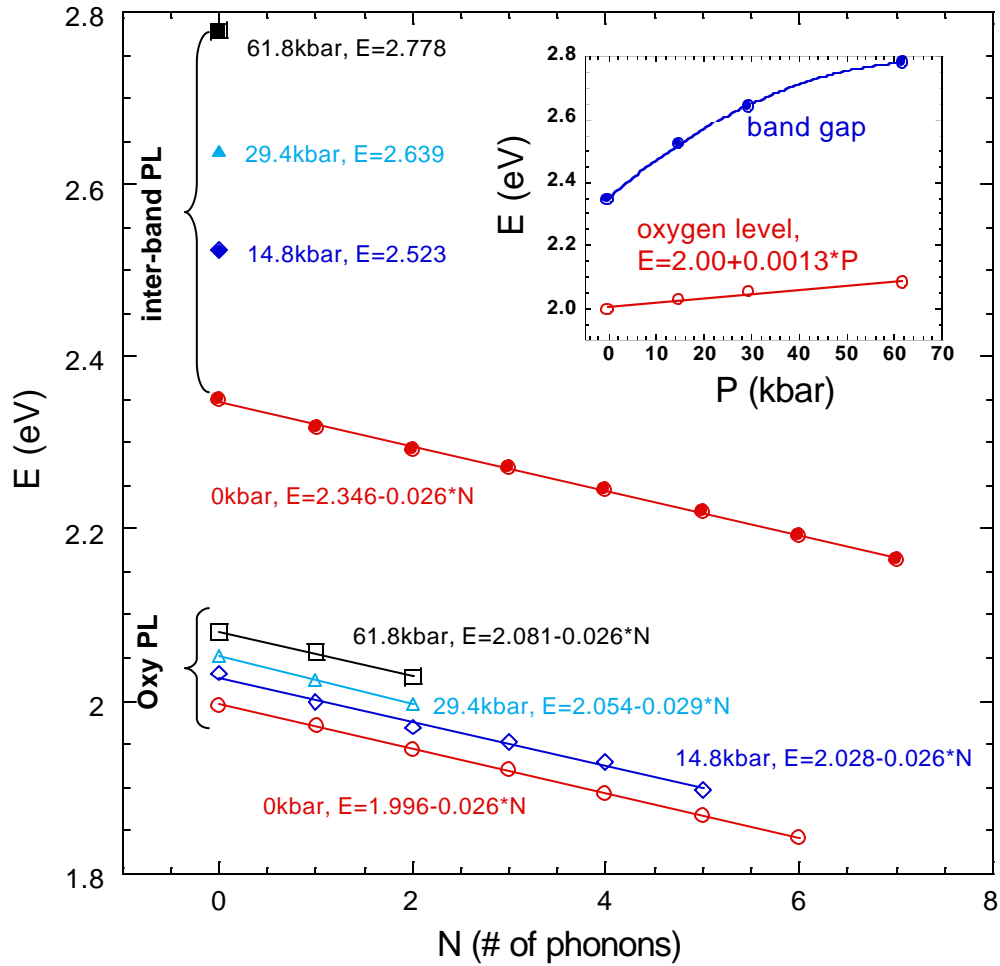 2.8
2.6
2.4
2.2
2
1.8
E (eV)
inter-band PL
Oxy PL
61.8kbar, E=2.778
29.4kbar, E=2.639
14.8kbar, E=2.523
0kbar, E=2.346-0.026*N
61.8kbar, E=2.081-0.026*N
29.4kbar, E=2.054-0.029*N
14.8kbar, E=2.028-0.026*N
0kbar, E=1.996-0.026*N
0 2 4 6 8
N (# of phonons)
2.8
2.6
2.4
2.2
2.0
E (eV)
band gap
oxygen level,
E=2.00+0.0013*P
0 10 20 30 40 50 60 70
P (kbar)